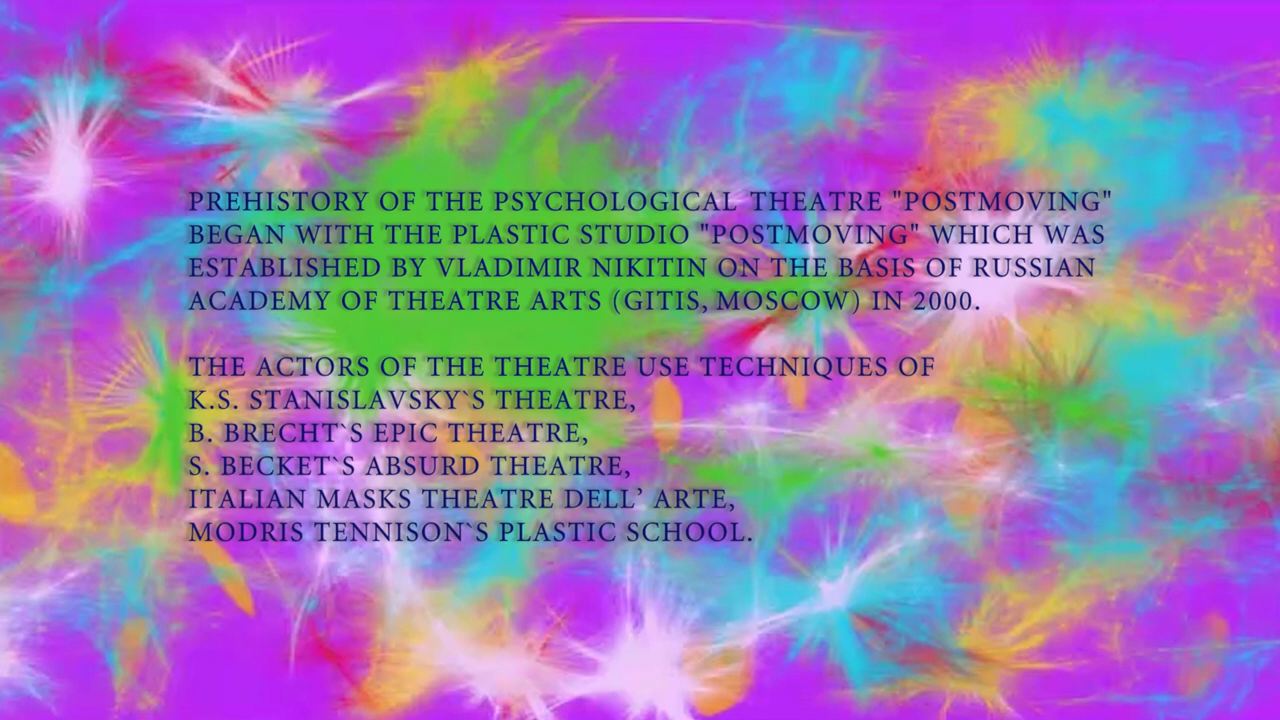 PREHISTORY OF THE PSYCHOLOGICAL THEATRE "POSTMOVING"
BEGAN WITH THE PLASTIC STUDIO "POSTMOVING" WHICH WAS
ESTABLISHED BY VLADIMIR NIKITIN ON THE BASIS OF RUSSIAN
ACADEMY OF THEATRE ARTS (GITIS, MOSCOW) IN 2000.
THE ACTORS OF THE THEATRE USE TECHNIQUES OF
K.S. STANISLAVSKY`S THEATRE,
B. BRECHT`S EPIC THEATRE,
S. BECKET`S ABSURD THEATRE,
ITALIAN MASKS THEATRE DELL’ ARTE,
MODRIS TENNISON`S PLASTIC SCHOOL.